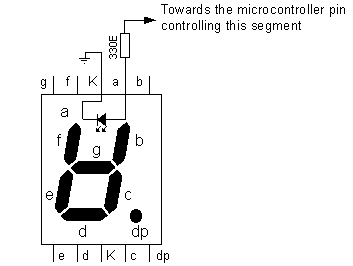 Towards the microcontroller pin
controlling this segment
330E
g f K a b
a
f b
g
e c
d dp
e d K c dp